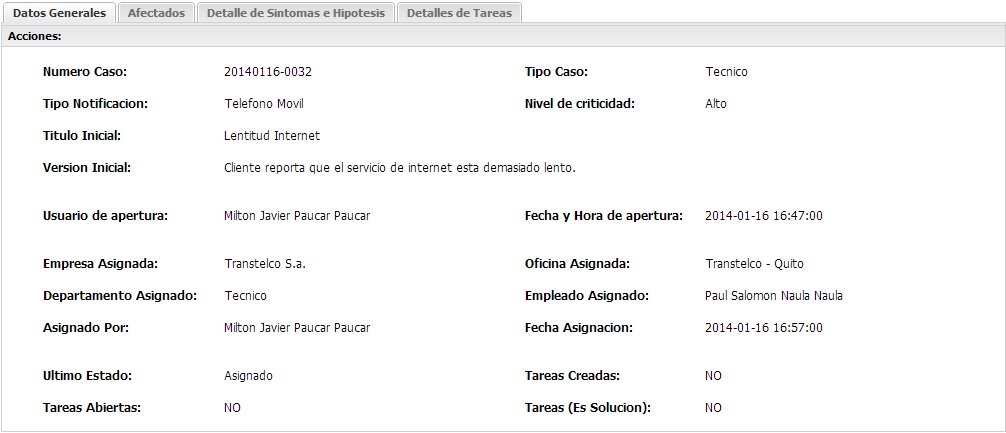 Datos Generales Afectados Detalle de Sintomas e Hipotesis Detalles de Tareas
Acciones:
Numero Caso: 20140116-0032 Tipo Caso: Tecnico
Tipo Notificacion: Telefono Movil Nivel de criticidad: Alto
Titulo Inicial: Lentitud Internet
Version Inicial: Cliente reporta que el servicio de internet esta demasiado lento.
Usuario de apertura: Milton Javier Paucar Paucar Fecha y Hora de apertura: 2014-01-16 16:47:00
Empresa Asignada: Transtelco S.a. Oficina Asignada: Transtelco - Quito
Departamento Asignado: Tecnico Empleado Asignado: Paul Salomon Naula Naula
Asignado Por: Milton Javier Paucar Paucar Fecha Asignacion: 2014-01-16 16:57:00
Ultimo Estado: Asignado Tareas Creadas: NO
Tareas Abiertas: NO Tareas (Es Solucion): NO